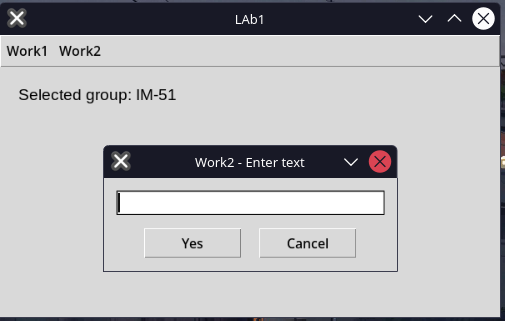 LAb1
Work1 Work2
Selected group: IM-51
Work2 - Enter text
Yes Cancel